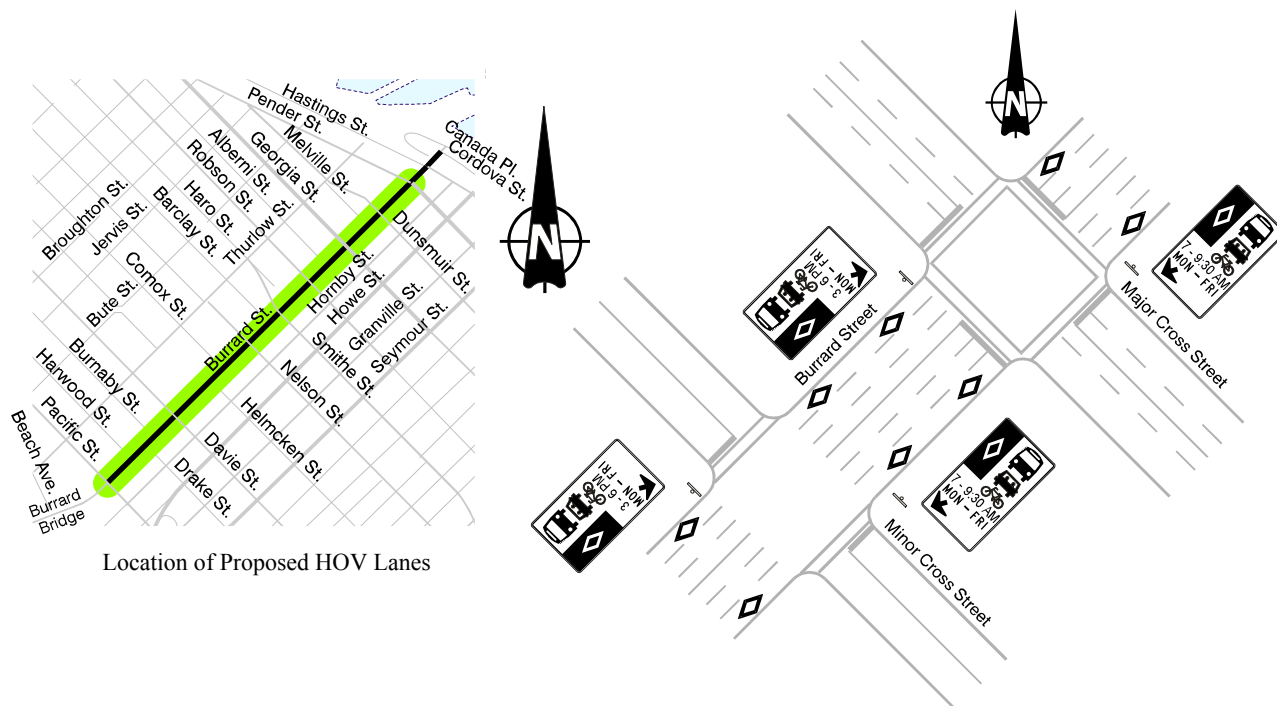 Hastings St.
Pender St.
Melville St.
Georgia St.
Alberni St.
Robson St.
Haro St.
Barclay St.
Thurlow St.
Canada Pl.
Cordova St.
Broughton St.
Jervis St.
Comox St.
Bute St.
Dunsmuir St.
Hornby St.
Howe St.
Granville St.
Seymour St.
Smithe St.
Burrard St.
Nelson St.
Helmcken St.
Burnaby St.
Harwood St.
Pacific St.
Beach Ave.
Davie St.
Drake St.
Burrard
Bridge
Location of Proposed HOV Lanes
N
N
3 - 6 PM
MON - FRI
7 - 9:30 AM
MON - FRI
Burrard Street
Major Cross Street
3 - 6 PM
MON - FRI
7 - 9:30 AM
MON - FRI
Minor Cross Street